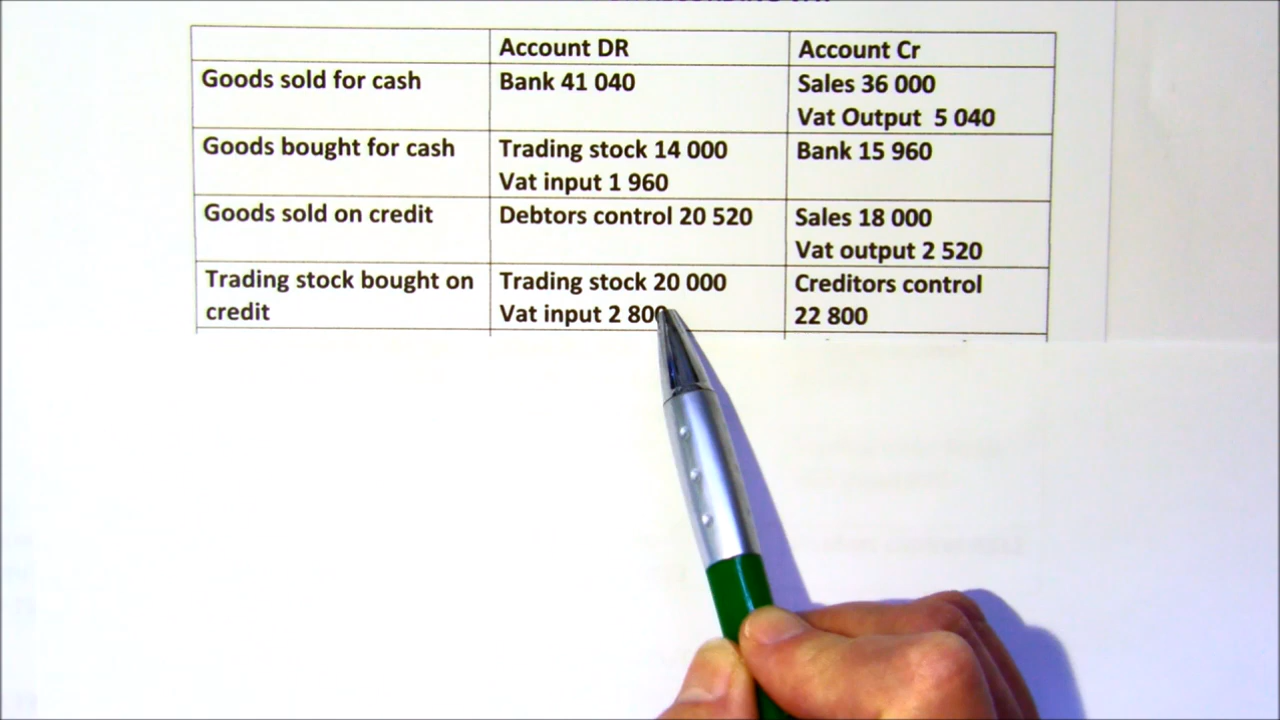 Account DR
Account Cr
Goods sold for cash
Bank 41 040
Sales 36 000
Vat Output 5 040
Goods bought for cash
Trading stock 14 000
Vat input 1 960
Bank 15 960
Goods sold on credit
Debtors control 20 520
Sales 18 000
Vat output 2 520
Trading stock bought on
credit
Trading stock 20 000
Vat input 2 800
Creditors control
22 800